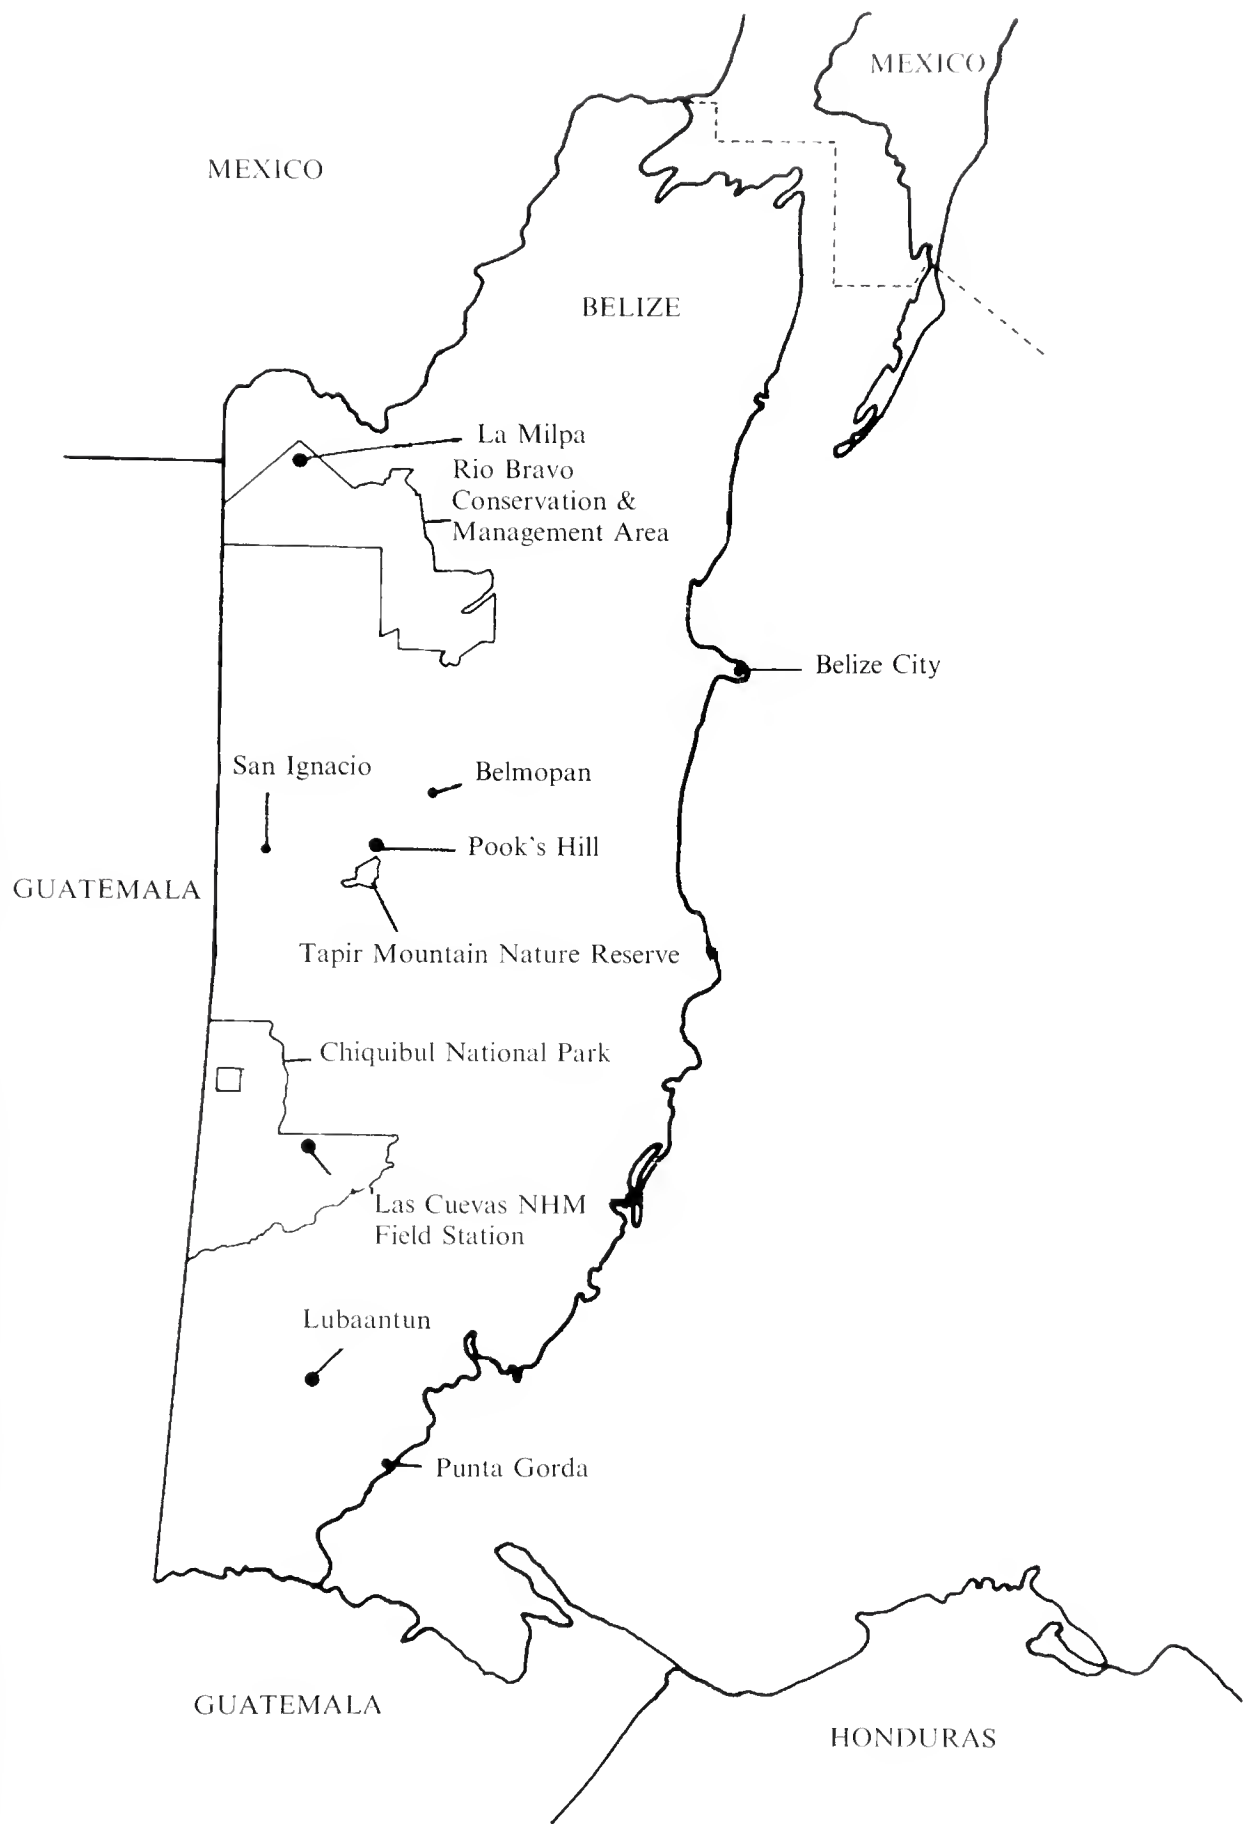 MEXICO
MEXICO
BELIZE
La Milpa
Rio Bravo
Conservation &
Management Area
Belize City
San Ignacio
Belmopan
Pook's Hill
GUATEMALA
Tapir Mountain Nature Reserve
Chiquibul National Park
Las Cuevas NHM
Field Station
Lubaantun
Punta Gorda
GUATEMALA
HONDURAS